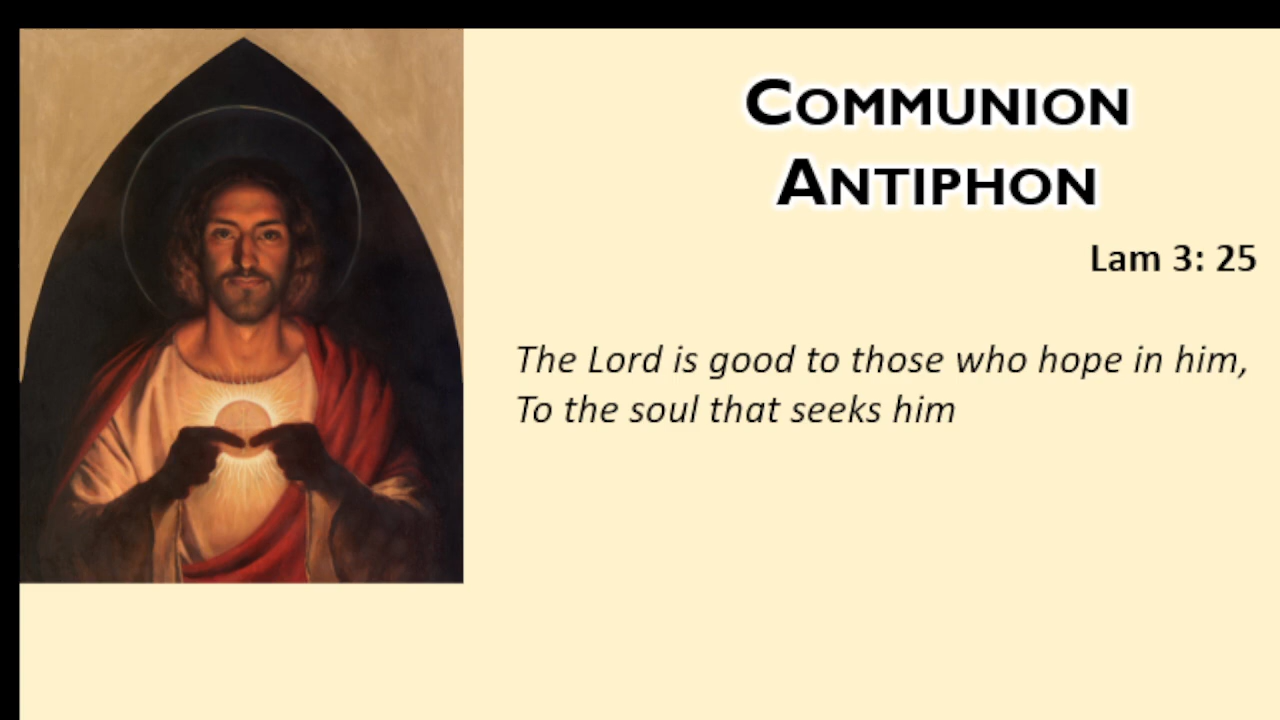 COMMUNION
ANTIPHON
Lam 3: 25
The Lord is good to those who hope in him,
To the soul that seeks him